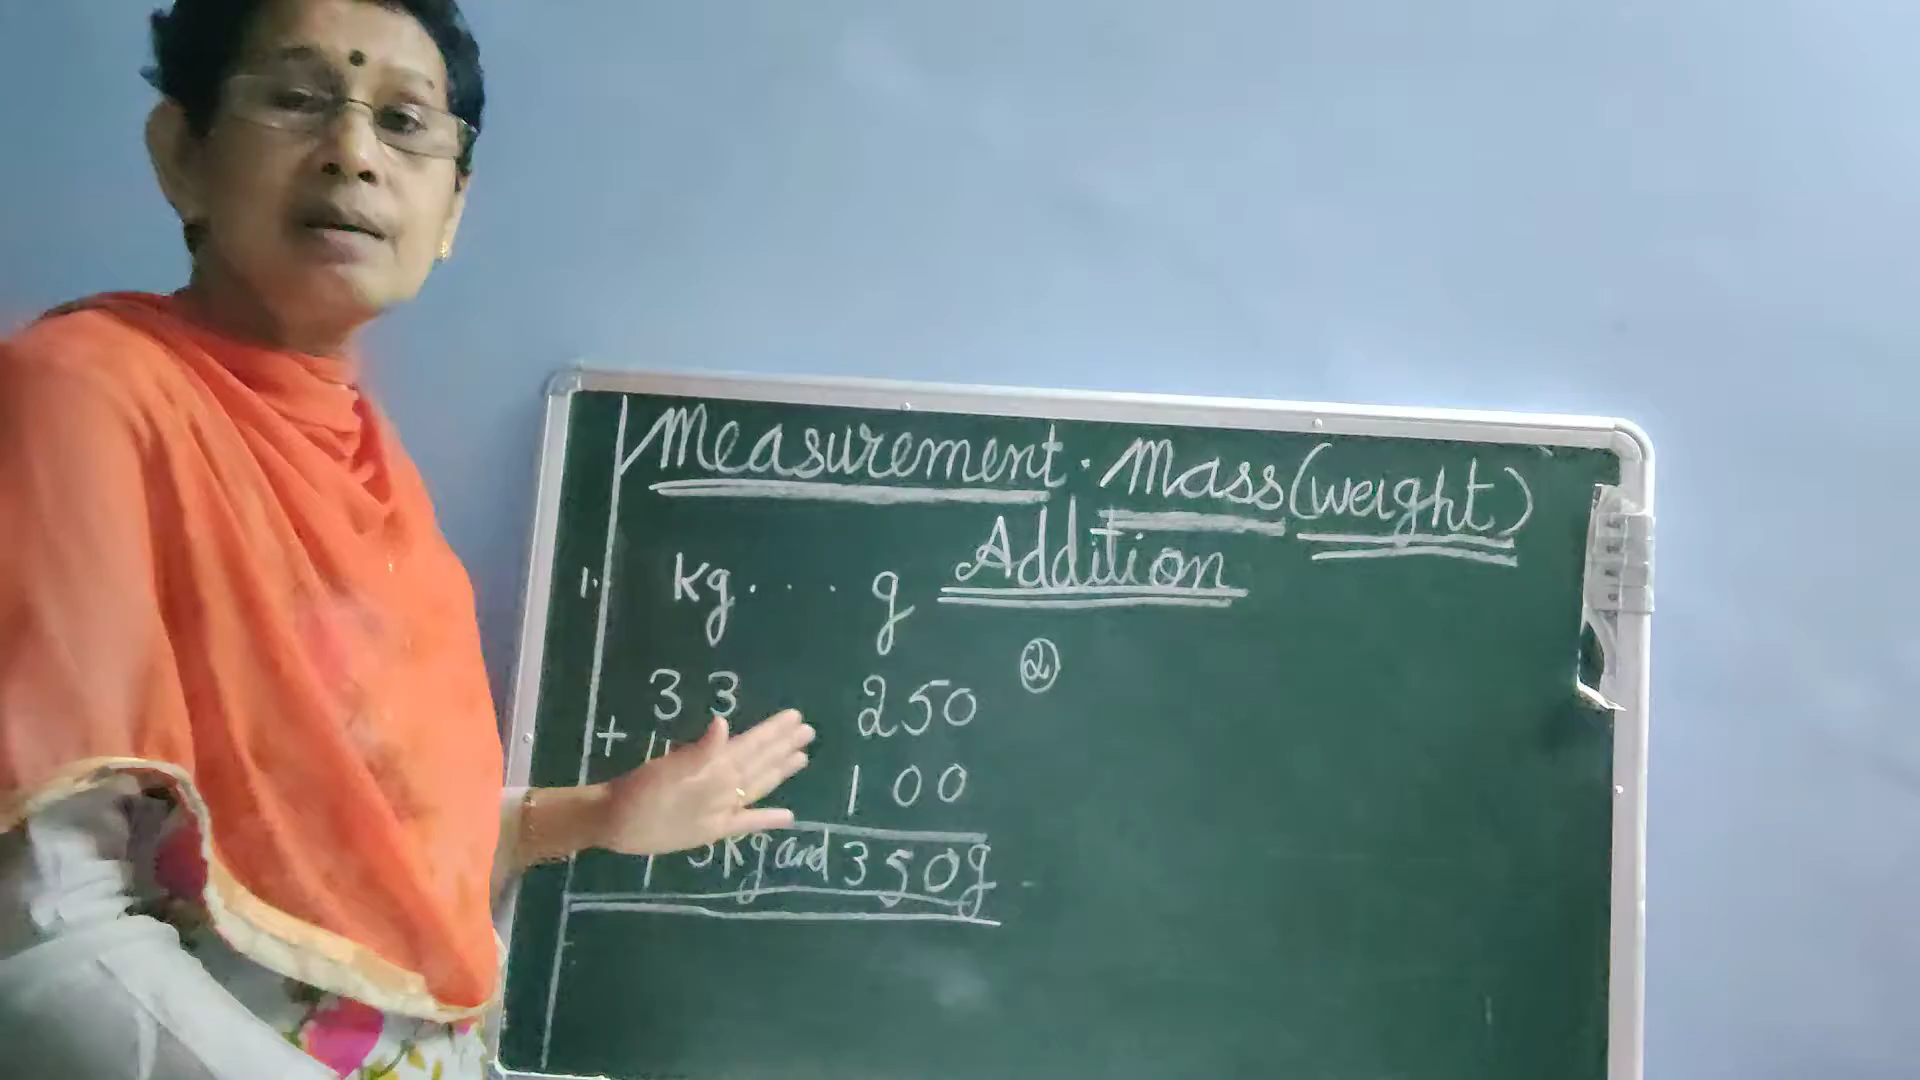 Measurement. Mass (weight)
Addition
1. kg . . . . g
33 250
②
+
100
kg and 350g